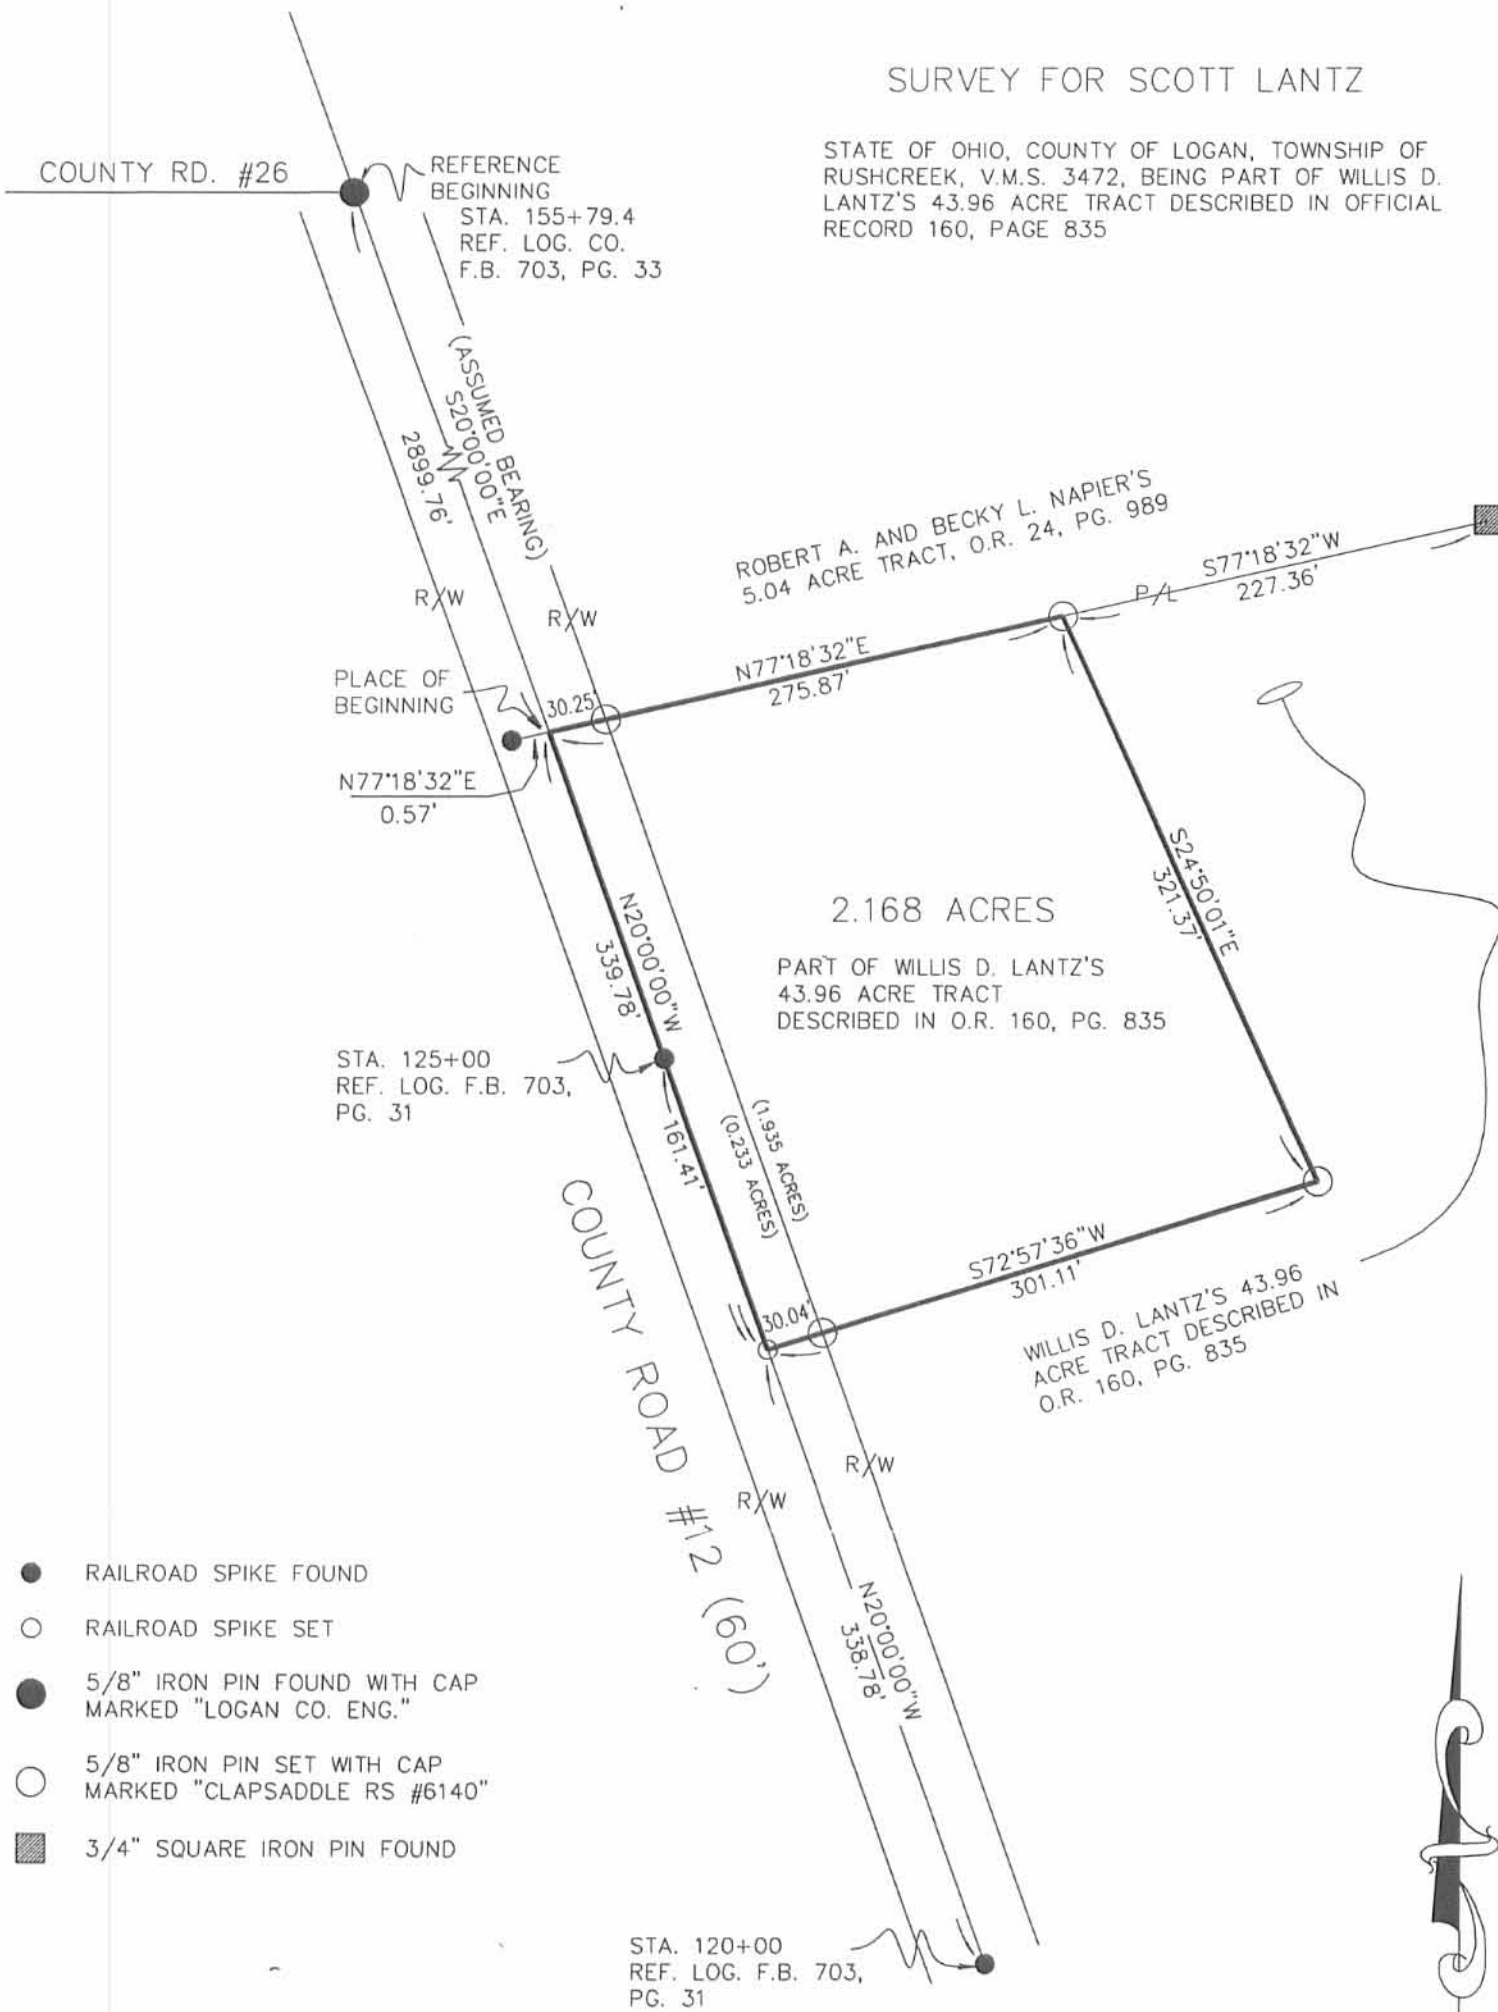 SURVEY FOR SCOTT LANTZ
STATE OF OHIO, COUNTY OF LOGAN, TOWNSHIP OF
RUSHCREEK, V.M.S. 3472, BEING PART OF WILLIS D.
LANTZ'S 43.96 ACRE TRACT DESCRIBED IN OFFICIAL
RECORD 160, PAGE 835
COUNTY RD. #26
REFERENCE
BEGINNING
STA. 155+79.4
REF. LOG. CO.
F.B. 703, PG. 33
(ASSUMED BEARING)
S20°00'00"E
2899.76'
R/W
R/W
ROBERT A. AND BECKY L. NAPIER'S
5.04 ACRE TRACT, O.R. 24, PG. 989
S77°18'32"W
227.36'
P/L
N77°18'32"E
275.87'
PLACE OF
BEGINNING
30.25'
N77°18'32"E
0.57'
S24°50'01"E
321.37'
2.168 ACRES
PART OF WILLIS D. LANTZ'S
43.96 ACRE TRACT
DESCRIBED IN O.R. 160, PG. 835
N20°00'00"W
339.78'
STA. 125+00
REF. LOG. F.B. 703,
PG. 31
161.41'
(1.935 ACRES)
(0.233 ACRES)
S72°57'36"W
301.11'
30.04'
WILLIS D. LANTZ'S 43.96
ACRE TRACT DESCRIBED IN
O.R. 160, PG. 835
COUNTY ROAD #12 (60')
R/W
R/W
N20°00'00"W
338.78'
RAILROAD SPIKE FOUND
RAILROAD SPIKE SET
5/8" IRON PIN FOUND WITH CAP
MARKED "LOGAN CO. ENG."
5/8" IRON PIN SET WITH CAP
MARKED "CLAPSADDLE RS #6140"
3/4" SQUARE IRON PIN FOUND
STA. 120+00
REF. LOG. F.B. 703,
PG. 31